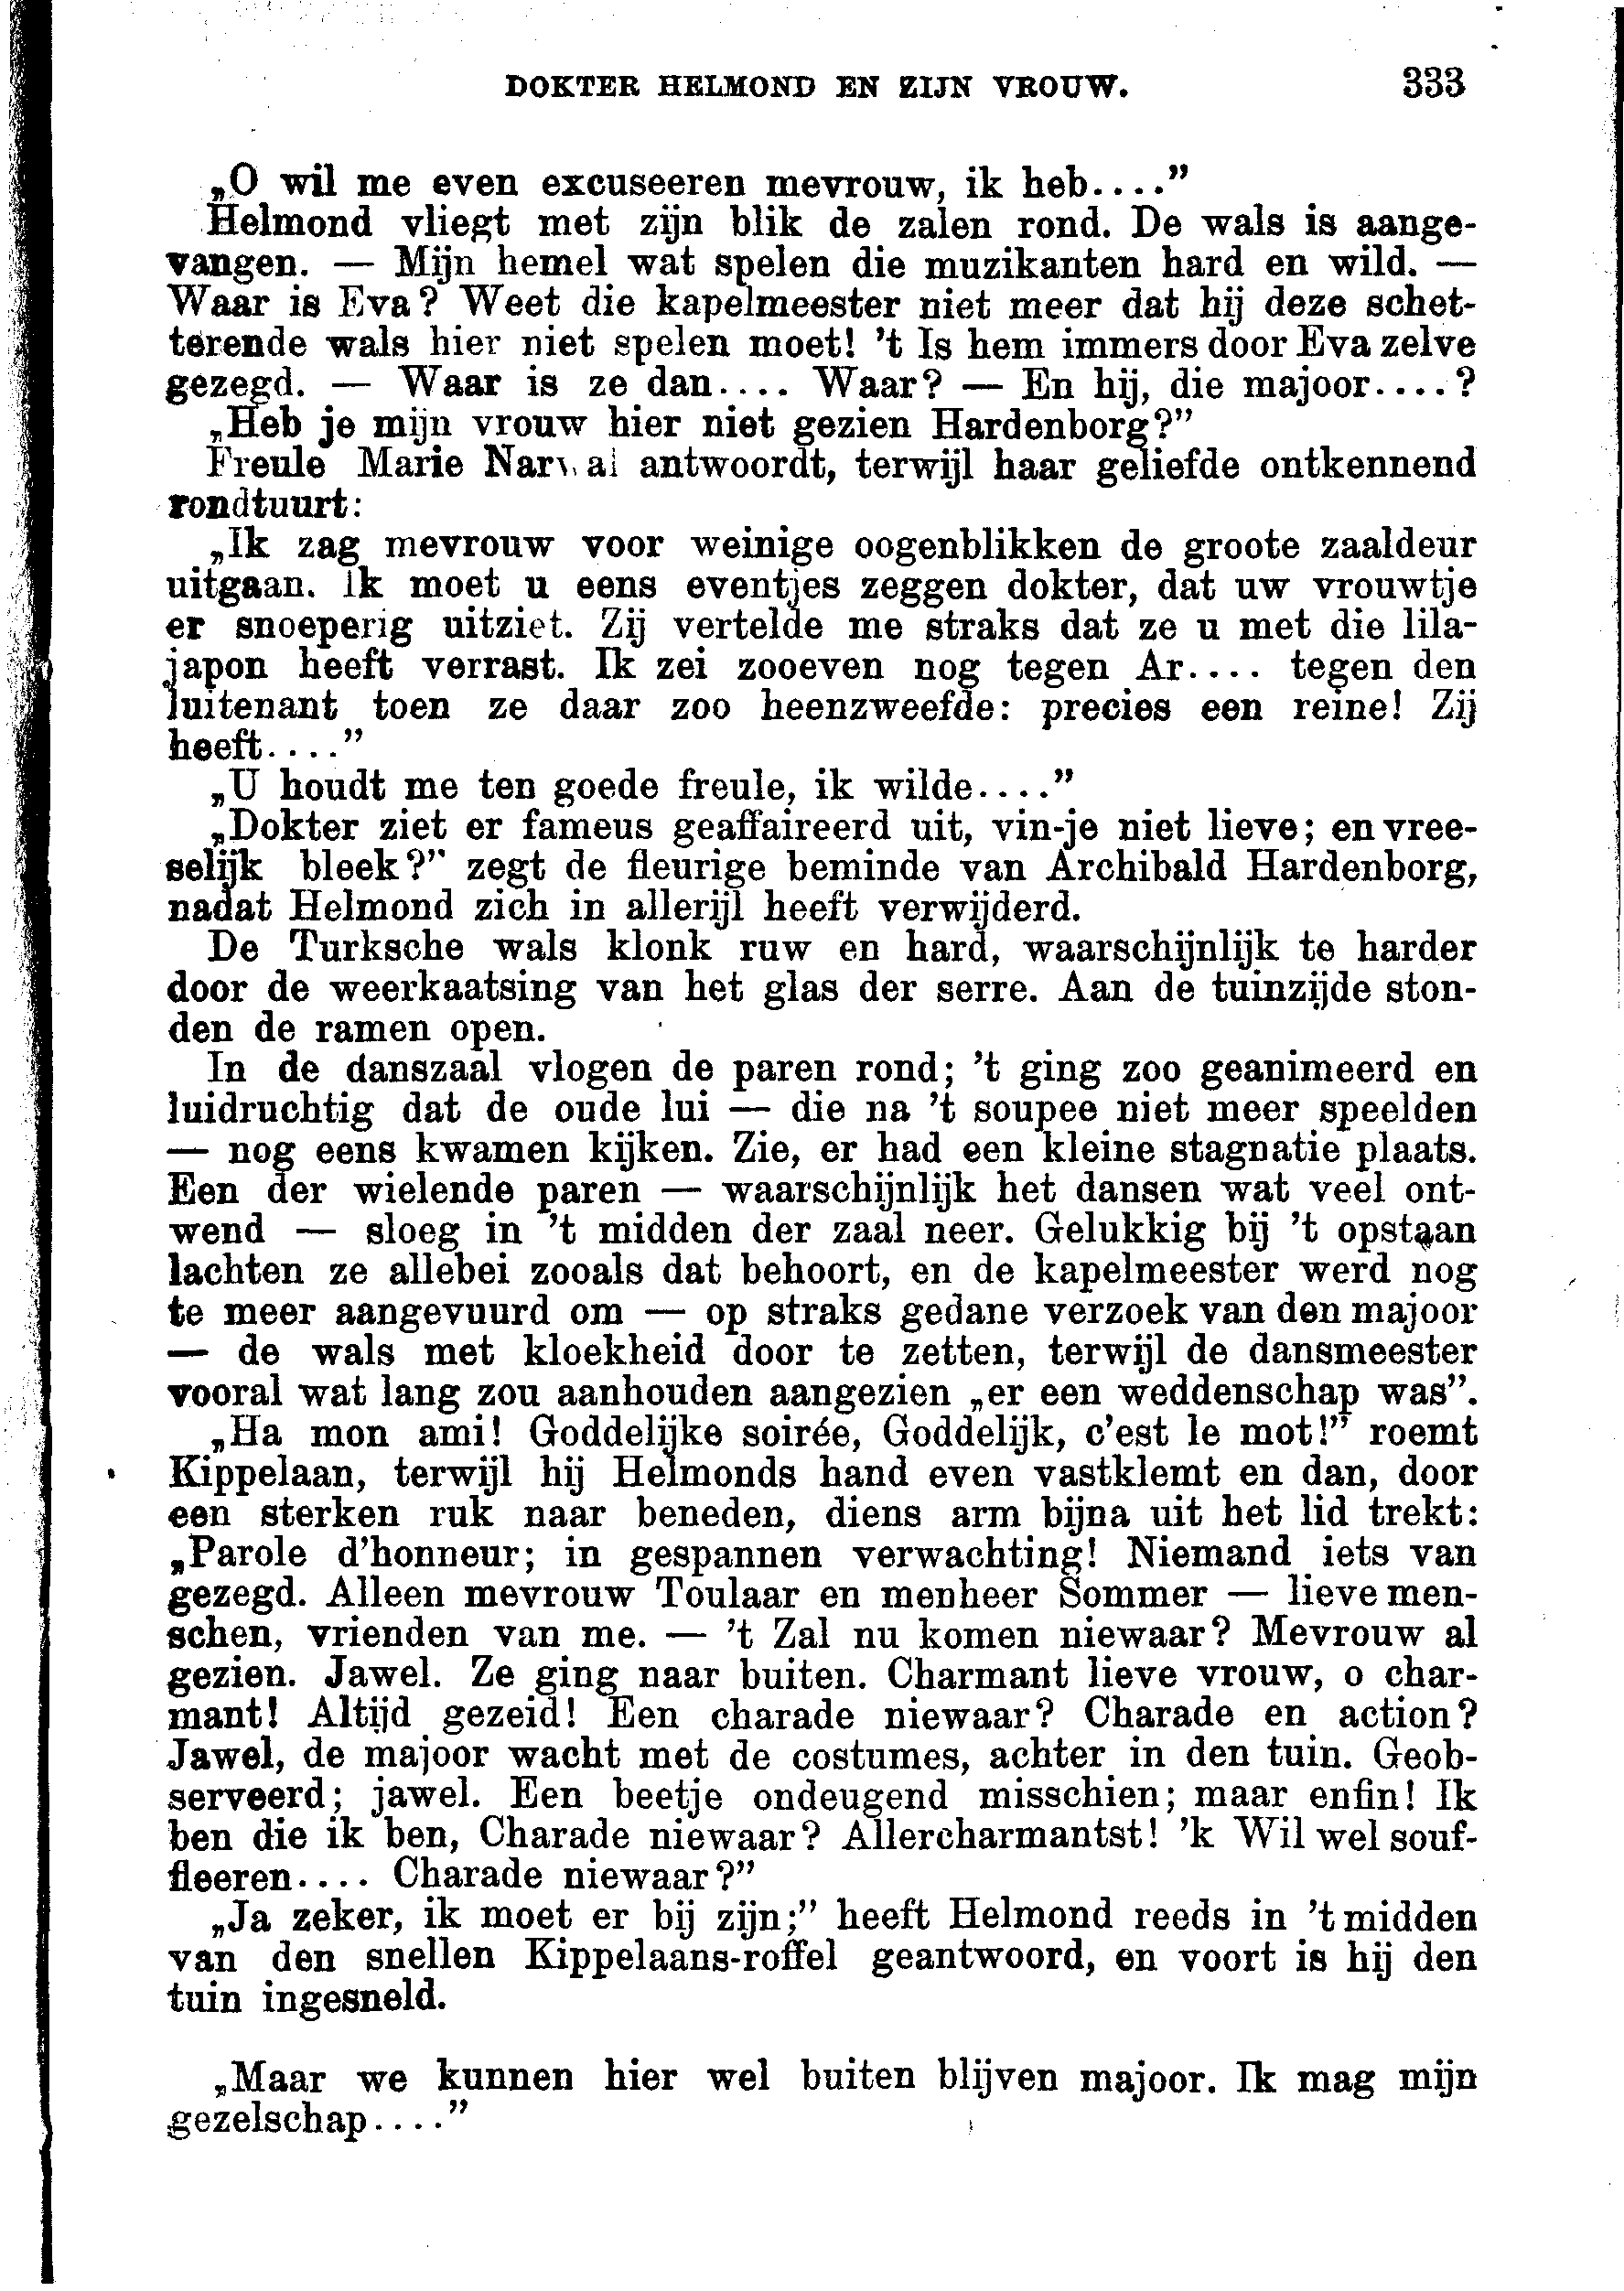 DOKTER HELMOND EN ZIJN VROUW. 333
„O wil me even excuseeren mevrouw, ik heb....”
Helmond vliegt met zijn blik de zalen rond. De wals is aange-
vangen. — Mijn hemel wat spelen die muzikanten hard en wild. —
Waar is Eva? Weet die kapelmeester niet meer dat hij deze schet-
terende wals hier niet spelen moet! ’t Is hem immers door Eva zelve
gezegd. — Waar is ze dan.... Waar? — En hij, die majoor....?
„Heb je mijn vrouw hier niet gezien Hardenborg?”
Freule Marie antwoordt, terwijl haar geliefde ontkennend
rondtuurt:
„Ik zag mevrouw voor weinige oogenblikken de groote zaaldeur
uitgaan. Ik moet u eens eventjes zeggen dokter, dat uw vrouwtje
er snoeperig uitziet. Zij vertelde me straks dat ze u met die lila-
japon heeft verrast. Ik zei zooeven nog tegen Ar.... tegen den
luitenant toen ze daar zoo heenzweefde: precies een reine! Zij
heeft....”
„U houdt me ten goede freule, ik wilde....”
„Dokter ziet er fameus geaffaireerd uit, vin-je niet lieve; en vree-
selijk bleek?” zegt de fleurige beminde van Archibald Hardenborg,
nadat Helmond zich in allerijl heeft verwijderd.
De Turksche wals klonk ruw en hard, waarschijnlijk te harder
door de weerkaatsing van het glas der serre. Aan de tuinzijde ston-
den de ramen open.
In de danszaal vlogen de paren rond; ’t ging zoo geanimeerd en
luidruchtig dat de oude lui — die na ’t soupee niet meer speelden
— nog eens kwamen kijken. Zie, er had een kleine stagnatie plaats.
Een der wielende paren — waarschijnlijk het dansen wat veel ont-
wend — sloeg in ’t midden der zaal neer. Gelukkig bij ’t opstaan
lachten ze allebei zooals dat behoort, en de kapelmeester werd nog
te meer aangevuurd om — op straks gedane verzoek van den majoor
— de wals met kloekheid door te zetten, terwijl de dansmeester
vooral wat lang zou aanhouden aangezien „er een weddenschap was”.
„Ha mon ami! Goddelijke soirée, Goddelijk, c’est le mot!” roemt
Kippelaan, terwijl hij Helmonds hand even vastklemt en dan, door
een sterken ruk naar beneden, diens arm bijna uit het lid trekt:
„Parole d’honneur; in gespannen verwachting! Niemand iets van
gezegd. Alleen mevrouw Toulaar en menheer Sommer — lieve men-
schen, vrienden van me. — ’t Zal nu komen niewaar? Mevrouw al
gezien. Jawel. Ze ging naar buiten. Charmant lieve vrouw, o char-
mant! Altijd gezeid! Een charade niewaar? Charade en action?
Jawel, de majoor wacht met de costumes, achter in den tuin. Geob-
serveerd; jawel. Een beetje ondeugend misschien; maar enfin! Ik
ben die ik ben, Charade niewaar? Allercharmantst! ’k Wil wel souf-
fleeren.... Charade niewaar?”
„Ja zeker, ik moet er bij zijn;” heeft Helmond reeds in ’t midden
van den snellen Kippelaans-roffel geantwoord, en voort is hij den
tuin ingesneld.
„Maar we kunnen hier wel buiten blijven majoor. Ik mag mijn
gezelschap....”